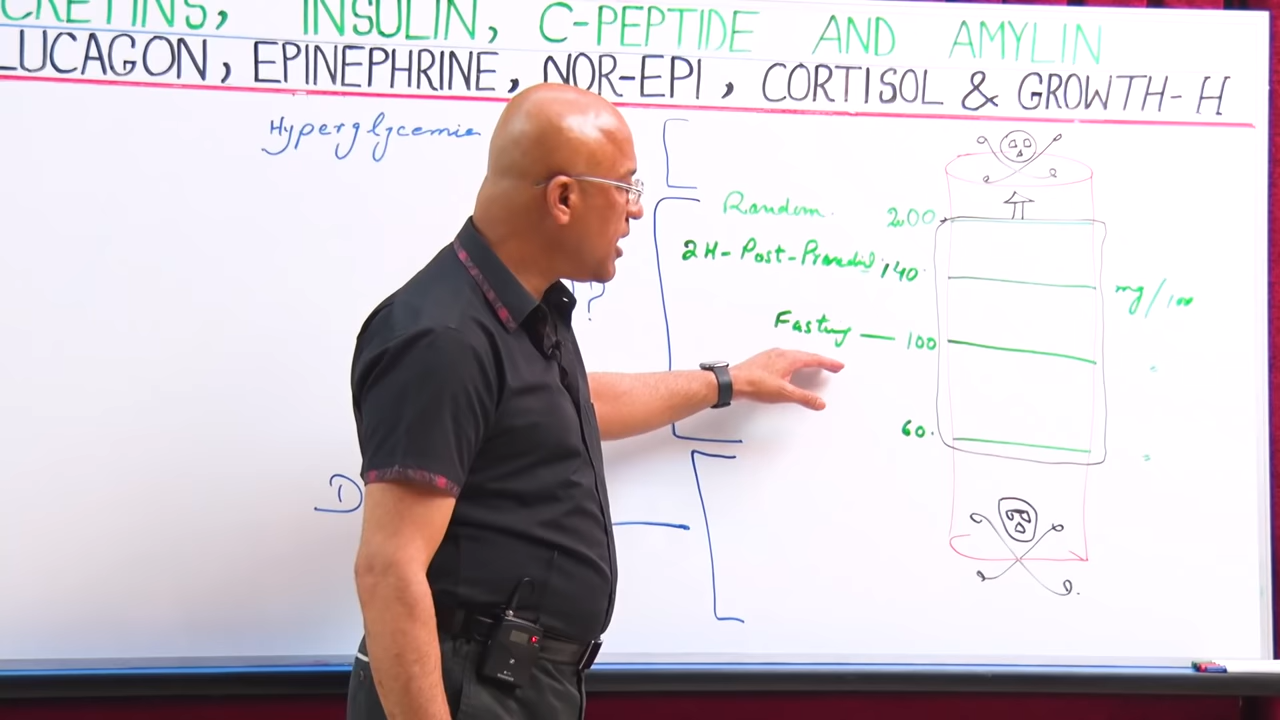 CRETINS, INSULIN, C-PEPTIDE AND AMYLIN
LUCAGON, EPINEPHRINE, NOR-EPI, CORTISOL & GROWTH-H
Hyperglycemia
Random. 200
2H-Post-Prandial 140
mg/100
?
Fasting — 100
60.
D